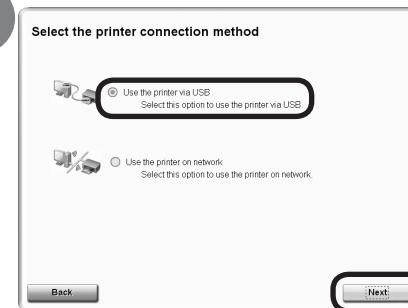 Select the printer connection method
Use the printer via USB
Select this option to use the printer via USB.
Use the printer on network
Select this option to use the printer on network.
Back
Next